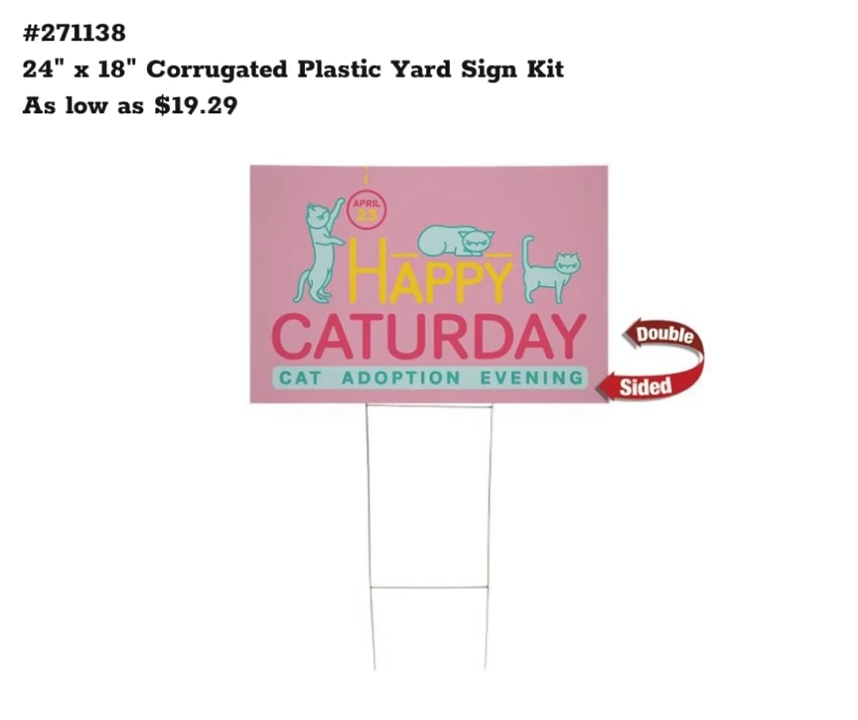 #271138
24" x 18" Corrugated Plastic Yard Sign Kit
As low as $19.29
APRIL
23
HAPPY
CATURDAY
CAT ADOPTION EVENING
Double
Sided